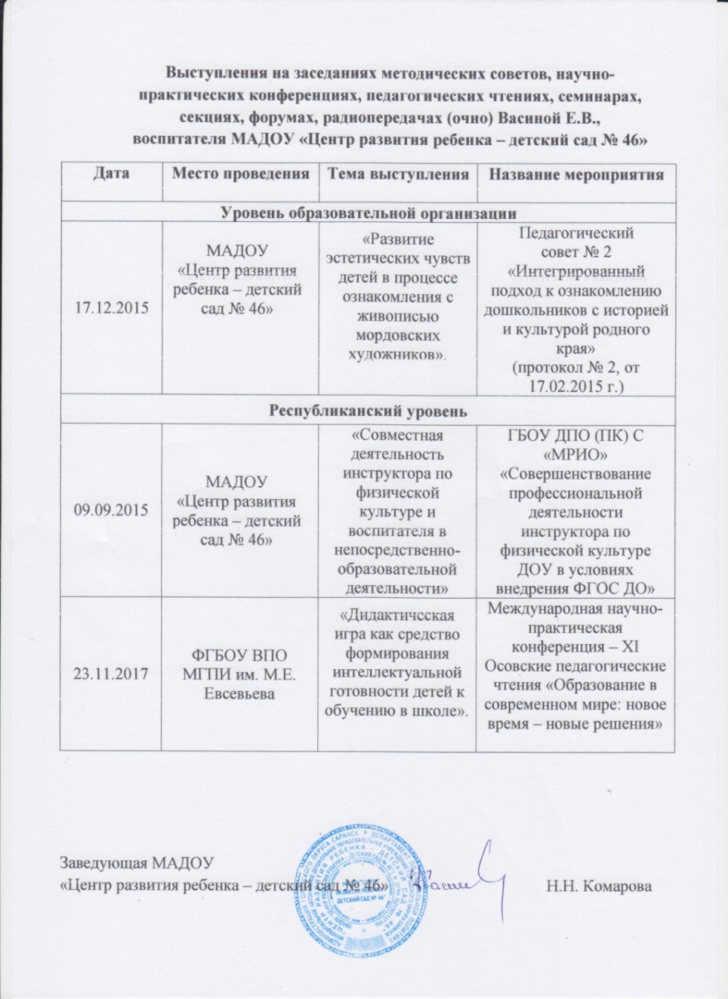 Выступления на заседаниях методических советов, научно-
практических конференциях, педагогических чтениях, семинарах,
секциях, форумах, радиопередачах (очно) Васиной Е.В.,
воспитателя МАДОУ «Центр развития ребенка – детский сад № 46»
Дата
Место проведения
Тема выступления
Название мероприятия
Уровень образовательной организации
17.12.2015
МАДОУ
«Центр развития
ребенка – детский
сад № 46»
«Развитие
эстетических чувств
детей в процессе
ознакомления с
живописью
мордовских
художников».
Педагогический
совет № 2
«Интегрированный
подход к ознакомлению
дошкольников с историей
и культурой родного
края»
(протокол № 2, от
17.02.2015 г.)
Республиканский уровень
09.09.2015
МАДОУ
«Центр развития
ребенка – детский
сад № 46»
«Совместная
деятельность
инструктора по
физической
культуре и
воспитателя в
непосредственно-
образовательной
деятельности»
ГБОУ ДПО (ПК) С
«МРИО»
«Совершенствование
профессиональной
деятельности
инструктора по
физической культуре
ДОУ в условиях
внедрения ФГОС ДО»
23.11.2017
ФГБОУ ВПО
МГПИ им. М.Е.
Евсевьева
«Дидактическая
игра как средство
формирования
интеллектуальной
готовности детей к
обучению в школе».
Международная научно-
практическая
конференция – XI
Осовские педагогические
чтения «Образование в
современном мире: новое
время – новые решения»
Заведующая МАДОУ
«Центр развития ребенка – детский сад № 46»
Н.Н. Комарова
РАЗВИТИЯ РЕБЕНКА
ДЕТСКИЙ САД № 46"